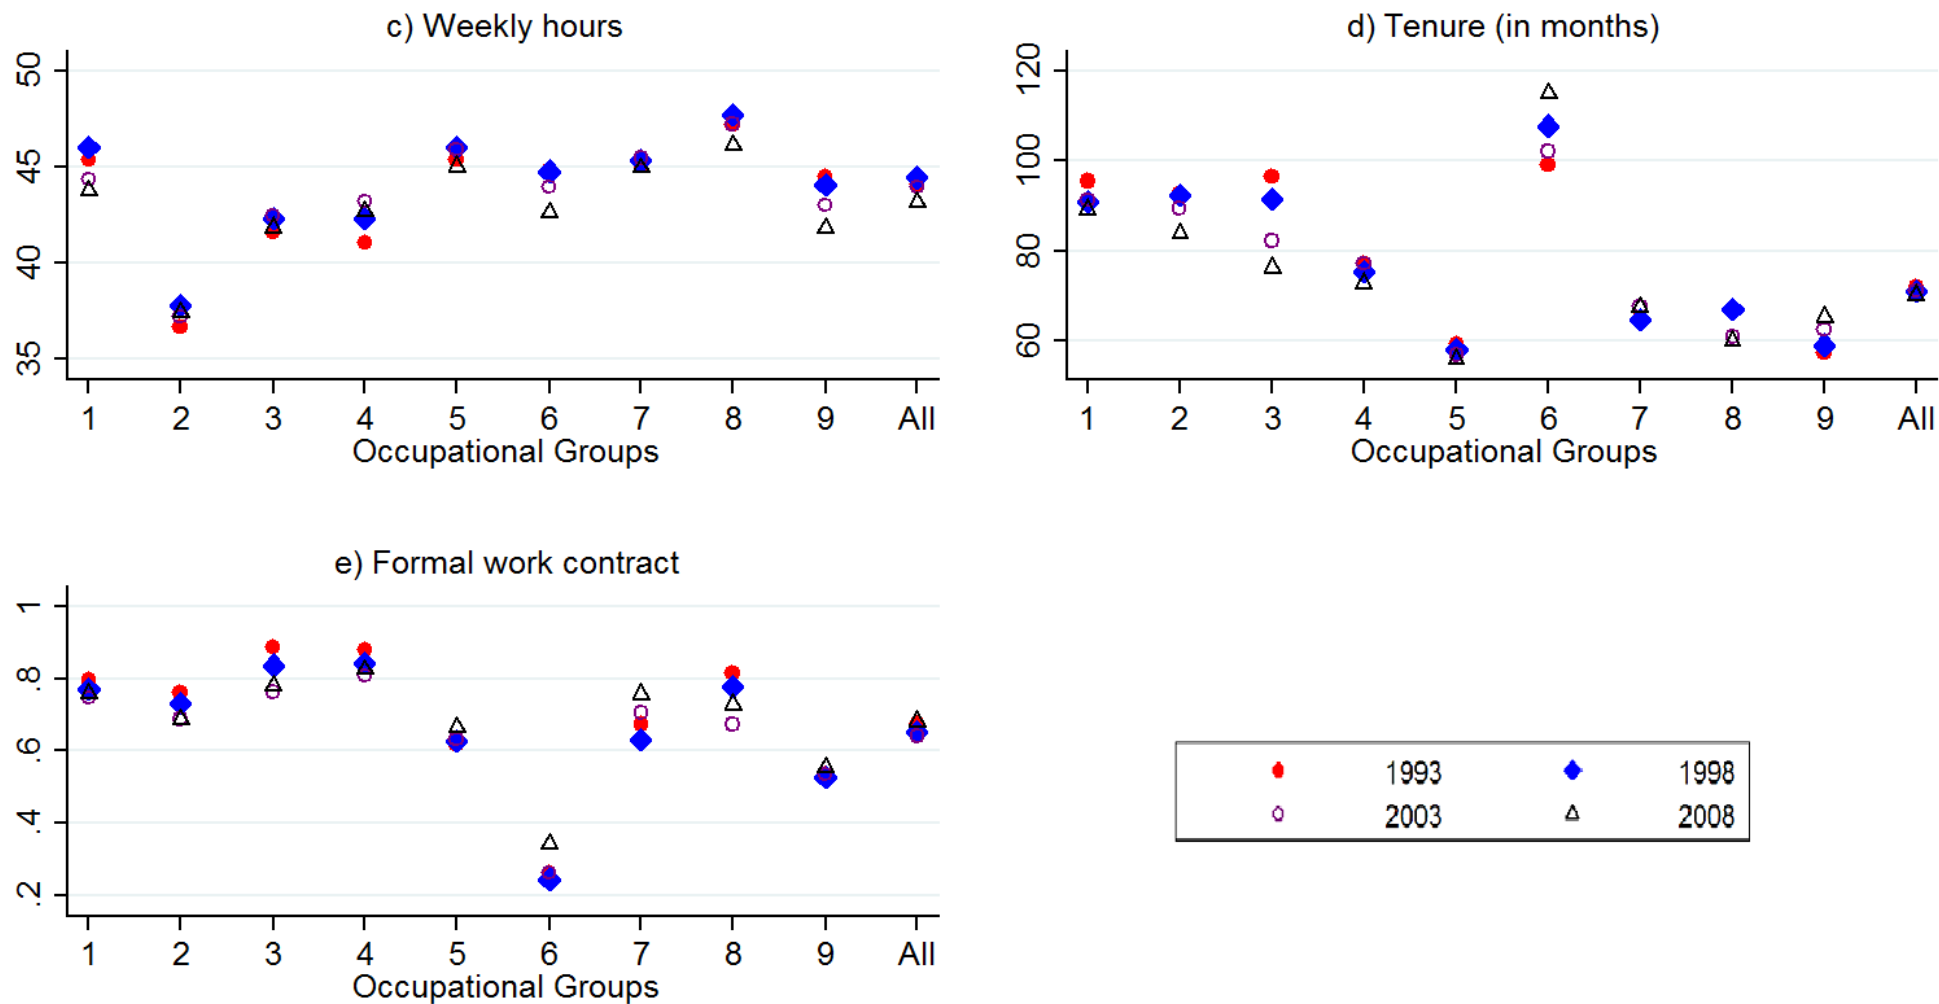 c) Weekly hours
50
45
40
35
1 2 3 4 5 6 7 8 9 All
Occupational Groups
d) Tenure (in months)
120
100
80
60
1 2 3 4 5 6 7 8 9 All
Occupational Groups
e) Formal work contract
1
.8
.6
.4
.2
1 2 3 4 5 6 7 8 9 All
Occupational Groups
1993 1998
2003 2008